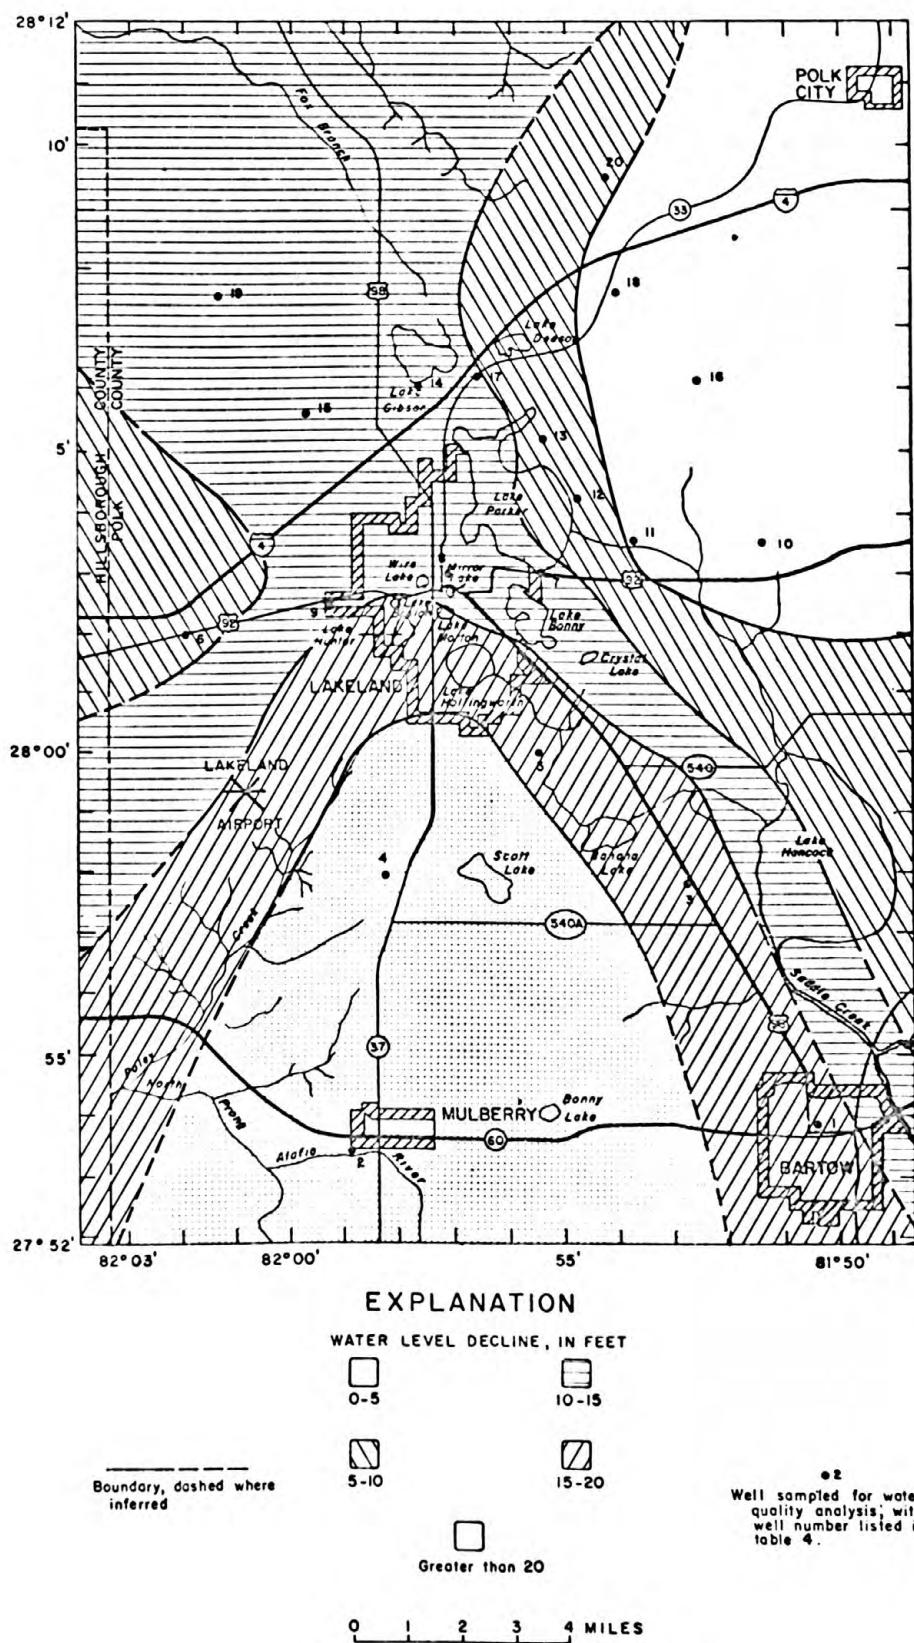 28°12'
POLK
CITY
Fox
Branch
10'
20
33
4
98
19
18
Lake
Deeson
COUNTY
COUNTY
14
17
16
Lake
Gibson
15
5'
13
HILLSBOROUGH
POLK
Lake
Parker
12
11
10
4
Wire
Lake
Mirror
Lake
92
9
92
6
Lake
Hunter
Lake
Morton
Lake
Bonny
Crystal
Lake
LAKELAND
Lake
Hollingsworth
28°00'
LAKELAND
AIRPORT
540
Lake
Hancock
4
Scott
Lake
Banana
Lake
3
540A
Creek
Saddle Creek
55'
37
Poley
North
Prong
MULBERRY
Bonny
Lake
1
60
BARTOW
2
Alafia
River
27°52'
82°03'
82°00'
55'
81°50'
EXPLANATION
WATER LEVEL DECLINE, IN FEET
0-5
10-15
5-10
15-20
Boundary, dashed where
inferred
Greater than 20
2
Well sampled for wate
quality analysis, wit
well number listed i
table 4.
0 1 2 3 4 MILES